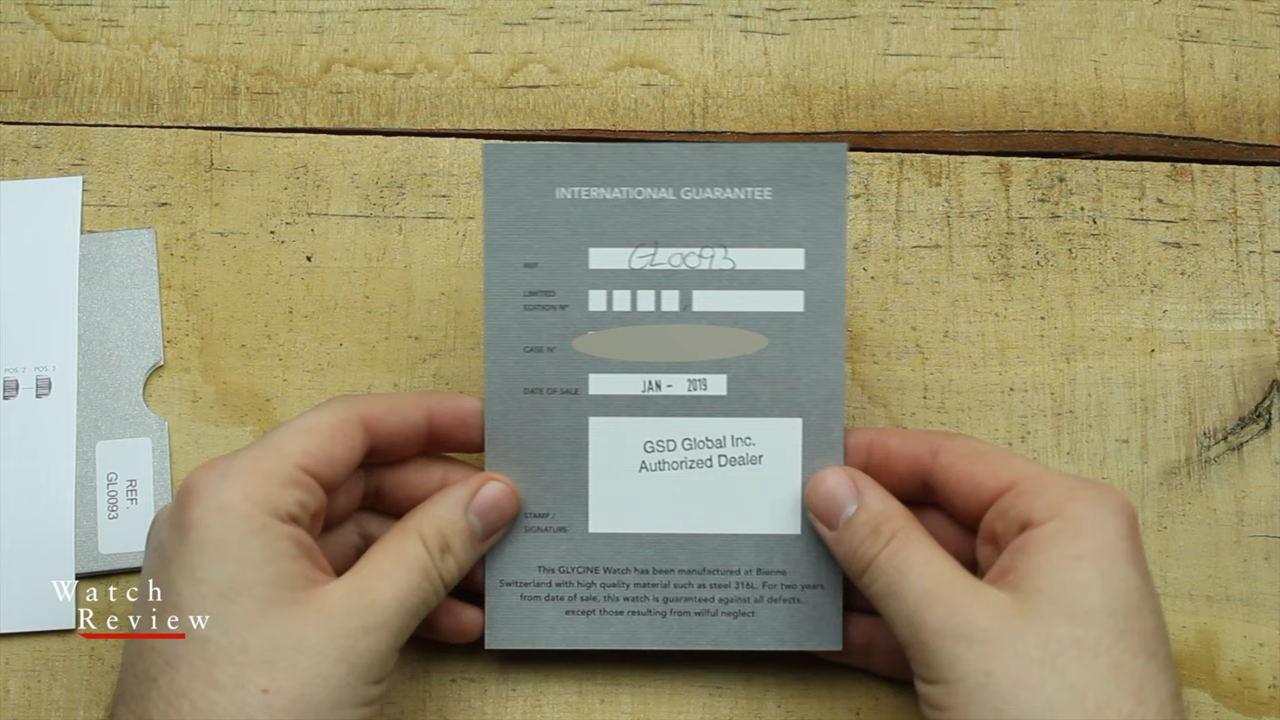 INTERNATIONAL GUARANTEE
REF. GL0093
LIMITED
EDITION Nº /
CASE Nº
DATE OF SALE JAN - 2019
GSD Global Inc.
Authorized Dealer
STAMP /
SIGNATURE
This GLYCINE Watch has been manufactured at Bienne
Switzerland with high quality material such as steel 316L. For two years
from date of sale, this watch is guaranteed against all defects,
except those resulting from wilful neglect.
POS. 2 POS. 3
REF.
GL0093
Watch
Review